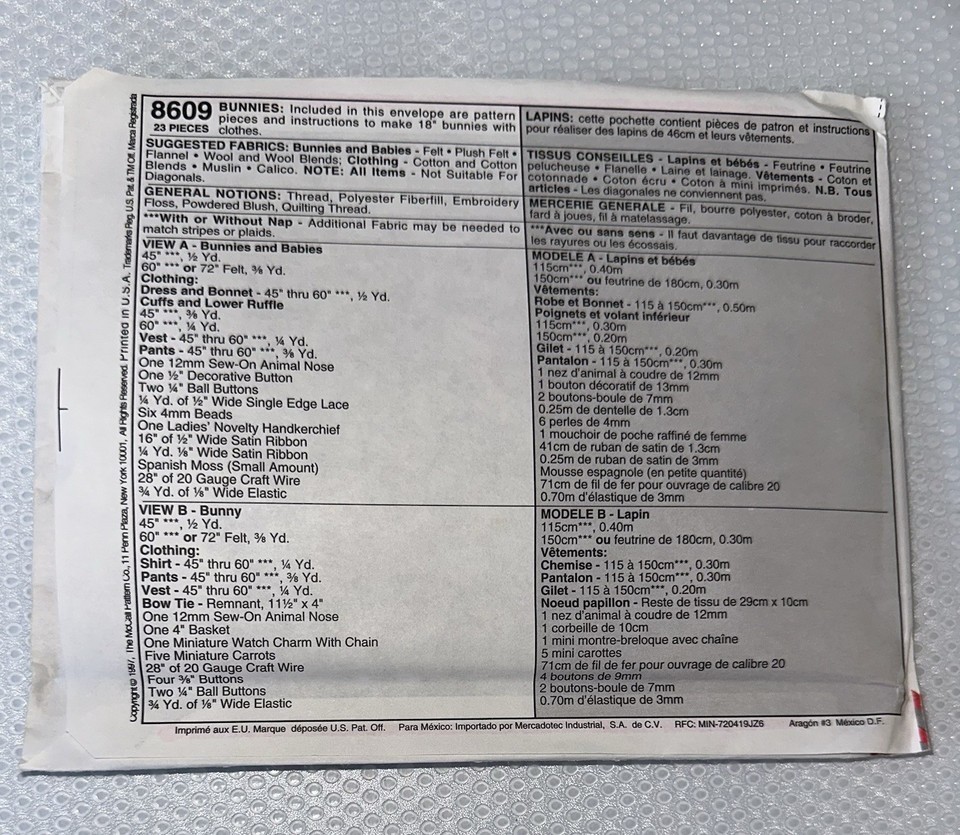 8609
23 PIECES
BUNNIES: Included in this envelope are pattern
pieces and instructions to make 18" bunnies with
clothes.
SUGGESTED FABRICS: Bunnies and Babies - Felt • Plush Felt •
Flannel • Wool and Wool Blends; Clothing - Cotton and Cotton
Blends • Muslin • Calico. NOTE: All Items - Not Suitable For
Diagonals.
GENERAL NOTIONS: Thread, Polyester Fiberfill, Embroidery
Floss, Powdered Blush, Quilting Thread.
***With or Without Nap - Additional Fabric may be needed to
match stripes or plaids.
VIEW A - Bunnies and Babies
45" ***, ½ Yd.
60" *** or 72" Felt, ⅜ Yd.
Clothing:
Dress and Bonnet - 45" thru 60" ***, ½ Yd.
Cuffs and Lower Ruffle
45" ***, ⅜ Yd.
60" ***, ¼ Yd.
Vest - 45" thru 60" ***, ¼ Yd.
Pants - 45" thru 60" ***, ⅜ Yd.
One 12mm Sew-On Animal Nose
One ½" Decorative Button
Two ¼" Ball Buttons
¼ Yd. of ½" Wide Single Edge Lace
Six 4mm Beads
One Ladies' Novelty Handkerchief
16" of ½" Wide Satin Ribbon
¼ Yd. ⅛" Wide Satin Ribbon
Spanish Moss (Small Amount)
28" of 20 Gauge Craft Wire
¾ Yd. of ⅛" Wide Elastic
VIEW B - Bunny
45" ***, ½ Yd.
60" *** or 72" Felt, ⅜ Yd.
Clothing:
Shirt - 45" thru 60" ***, ¼ Yd.
Pants - 45" thru 60" ***, ⅜ Yd.
Vest - 45" thru 60" ***, ¼ Yd.
Bow Tie - Remnant, 11½" x 4"
One 12mm Sew-On Animal Nose
One 4" Basket
One Miniature Watch Charm With Chain
Five Miniature Carrots
28" of 20 Gauge Craft Wire
Four ⅜" Buttons
Two ¼" Ball Buttons
¾ Yd. of ⅛" Wide Elastic
LAPINS: cette pochette contient pièces de patron et instructions
pour réaliser des lapins de 46cm et leurs vêtements.
TISSUS CONSEILLES - Lapins et bébés - Feutrine • Feutrine
pelucheuse • Flanelle • Laine et lainage. Vêtements - Coton et
cotonnade • Coton écru • Coton à mini imprimés. N.B. Tous
articles - Les diagonales ne conviennent pas.
MERCERIE GENERALE - Fil, bourre polyester, coton à broder,
fard à joues, fil à matelassage.
***Avec ou sans sens - Il faut davantage de tissu pour raccorder
les rayures ou les écossais.
MODELE A - Lapins et bébés
115cm***, 0.40m
150cm*** ou feutrine de 180cm, 0.30m
Vêtements:
Robe et Bonnet - 115 à 150cm***, 0.50m
Poignets et volant inférieur
115cm***, 0.30m
150cm***, 0.20m
Gilet - 115 à 150cm***, 0.20m
Pantalon - 115 à 150cm***, 0.30m
1 nez d'animal à coudre de 12mm
1 bouton décoratif de 13mm
2 boutons-boule de 7mm
0.25m de dentelle de 1.3cm
6 perles de 4mm
1 mouchoir de poche raffiné de femme
41cm de ruban de satin de 1.3cm
0.25m de ruban de satin de 3mm
Mousse espagnole (en petite quantité)
71cm de fil de fer pour ouvrage de calibre 20
0.70m d'élastique de 3mm
MODELE B - Lapin
115cm***, 0.40m
150cm*** ou feutrine de 180cm, 0.30m
Vêtements:
Chemise - 115 à 150cm***, 0.30m
Pantalon - 115 à 150cm***, 0.30m
Gilet - 115 à 150cm***, 0.20m
Noeud papillon - Reste de tissu de 29cm x 10cm
1 nez d'animal à coudre de 12mm
1 corbeille de 10cm
1 mini montre-breloque avec chaîne
5 mini carottes
71cm de fil de fer pour ouvrage de calibre 20
4 boutons de 9mm
2 boutons-boule de 7mm
0.70m d'élastique de 3mm
Imprimé aux E.U. Marque déposée U.S. Pat. Off. Para México: Importado por Mercadotec Industrial, S.A. de C.V. RFC: MIN-720419JZ6 Aragón #3 México D.F.
Copyright © 1997, The McCall Pattern Co., 11 Penn Plaza, New York 10001, All Rights Reserved. Printed in U.S.A. Trademarks Reg. U.S. Pat. & TM Off. Marca Registrada